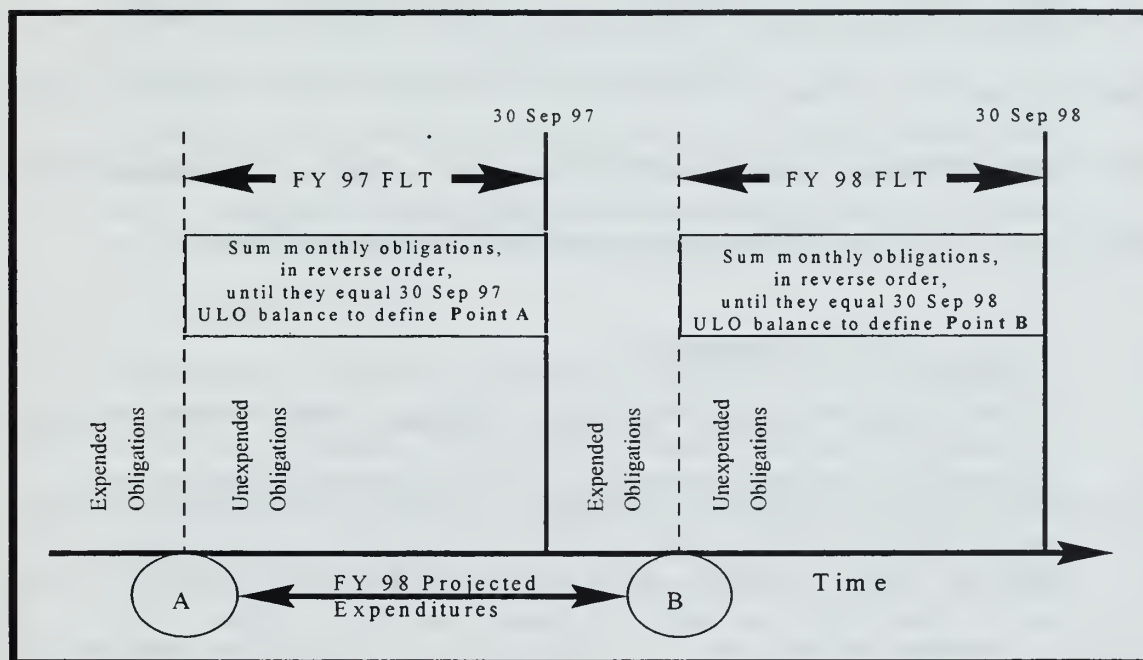 30 Sep 97
30 Sep 98
FY 97 FLT
FY 98 FLT
Sum monthly obligations,
in reverse order,
until they equal 30 Sep 97
ULO balance to define Point A
Sum monthly obligations,
in reverse order,
until they equal 30 Sep 98
ULO balance to define Point B
Expended
Obligations
Unexpended
Obligations
Expended
Obligations
Unexpended
Obligations
A
FY 98 Projected
Expenditures
B
Time